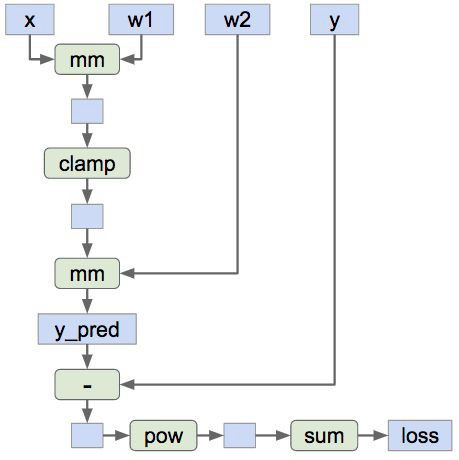 x w1 w2 y
mm
clamp
mm
y_pred
-
pow sum loss